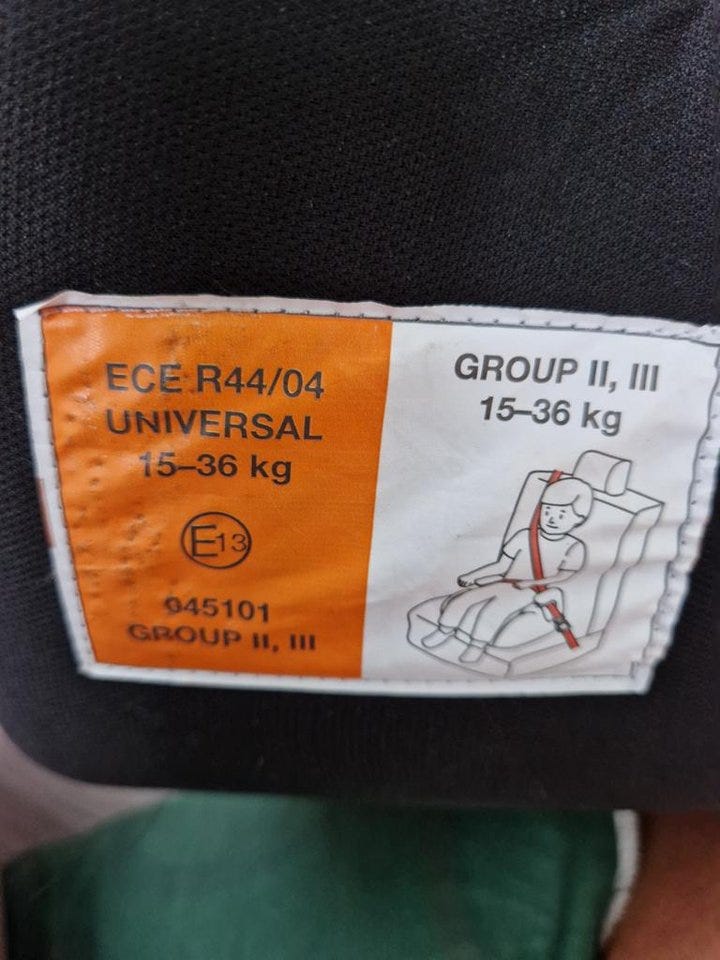 ECE R44/04
UNIVERSAL
15–36 kg
E13
045101
GROUP II, III
GROUP II, III
15–36 kg